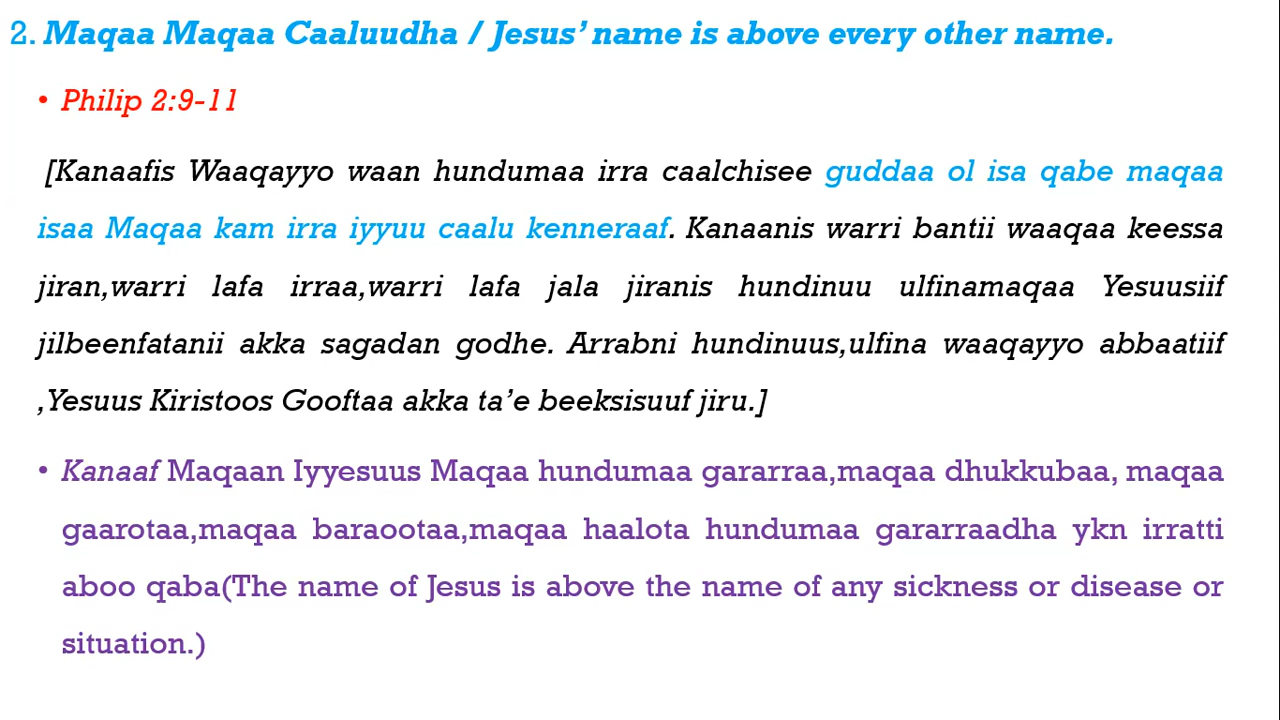 2. Maqaa Maqaa Caaluudha / Jesus’ name is above every other name.
• Philip 2:9-11
[Kanaafis Waaqayyo waan hundumaa irra caalchisee guddaa ol isa qabe maqaa
isaa Maqaa kam irra iyyuu caalu kenneraaf. Kanaanis warri bantii waaqaa keessa
jiran,warri lafa irraa,warri lafa jala jiranis hundinuu ulfinamaqaa Yesuusiif
jilbeenfatanii akka sagadan godhe. Arrabni hundinuus,ulfina waaqayyo abbaatiif
,Yesuus Kiristoos Gooftaa akka ta’e beeksisuuf jiru.]
• Kanaaf Maqaan Iyyesuus Maqaa hundumaa gararraa,maqaa dhukkubaa, maqaa
gaarotaa,maqaa baraootaa,maqaa haalota hundumaa gararraadha ykn irratti
aboo qaba(The name of Jesus is above the name of any sickness or disease or
situation.)